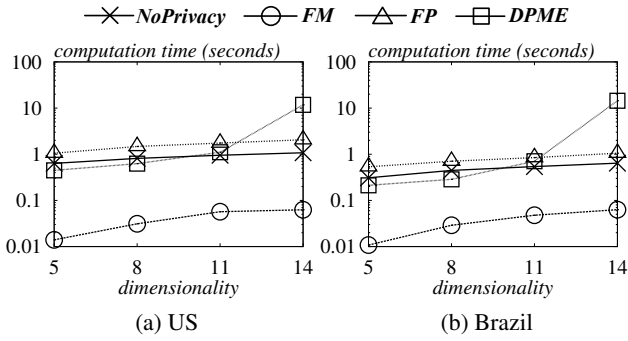 NoPrivacy FM FP DPME
computation time (seconds)
100
10
1
0.1
0.01
5 8 11 14
dimensionality
(a) US
computation time (seconds)
100
10
1
0.1
0.01
5 8 11 14
dimensionality
(b) Brazil